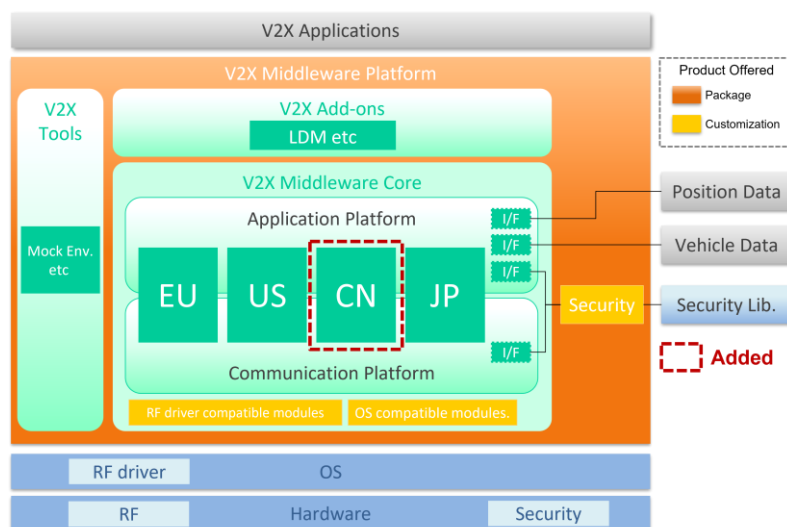 V2X Applications
V2X Middleware Platform
Product Offered
Package
Customization
V2X
Tools
V2X Add-ons
LDM etc
V2X Middleware Core
Application Platform
I/F
Position Data
I/F
Vehicle Data
I/F
Mock Env.
etc
EU
US
CN
JP
Security
Security Lib.
I/F
Added
Communication Platform
RF driver compatible modules
OS compatible modules.
RF driver
OS
RF
Hardware
Security